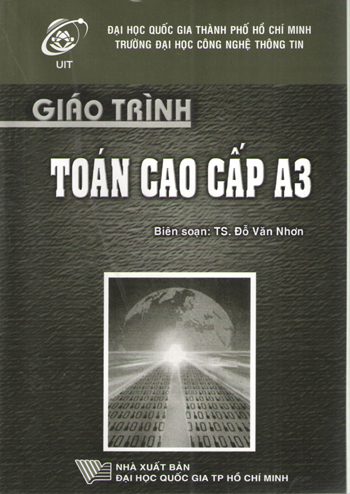 ĐẠI HỌC QUỐC GIA THÀNH PHỐ HỒ CHÍ MINH
TRƯỜNG ĐẠI HỌC CÔNG NGHỆ THÔNG TIN
UIT
GIÁO TRÌNH
TOÁN CAO CẤP A3
Biên soạn: TS. Đỗ Văn Nhơn
NHÀ XUẤT BẢN
ĐẠI HỌC QUỐC GIA TP HỒ CHÍ MINH